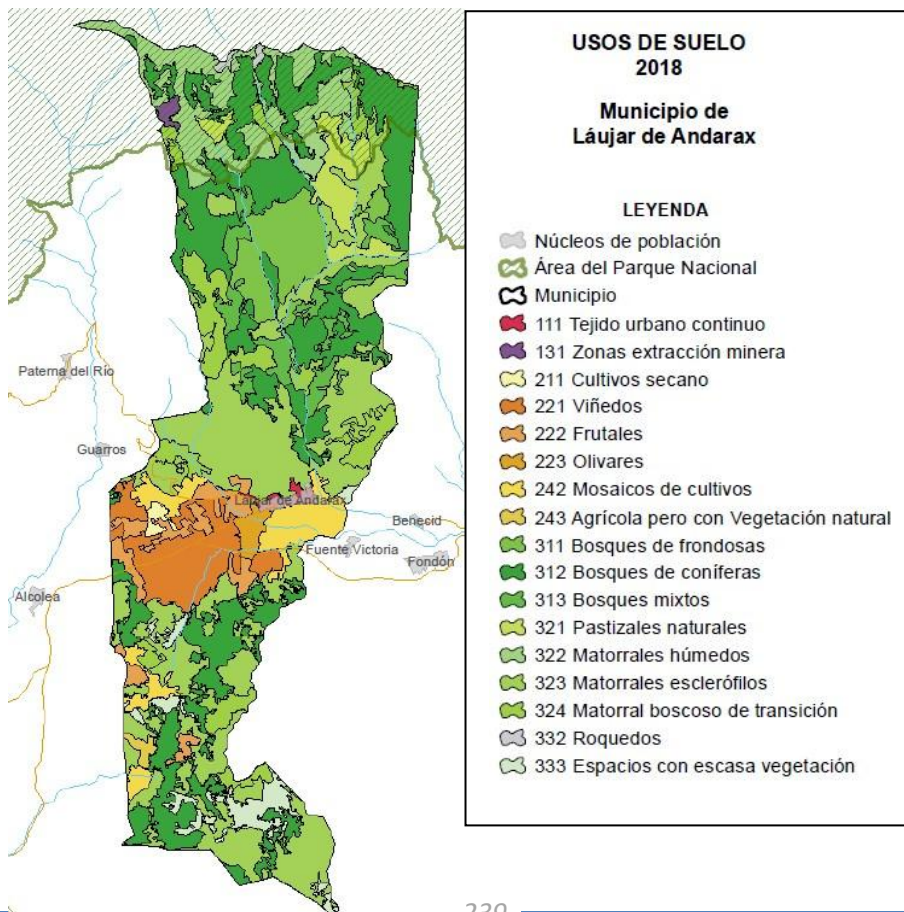 USOS DE SUELO
2018
Municipio de
Láujar de Andarax
LEYENDA
Núcleos de población
Área del Parque Nacional
Municipio
111 Tejido urbano continuo
131 Zonas extracción minera
211 Cultivos secano
221 Viñedos
222 Frutales
223 Olivares
242 Mosaicos de cultivos
243 Agrícola pero con Vegetación natural
311 Bosques de frondosas
312 Bosques de coníferas
313 Bosques mixtos
321 Pastizales naturales
322 Matorrales húmedos
323 Matorrales esclerófilos
324 Matorral boscoso de transición
332 Roquedos
333 Espacios con escasa vegetación
Paterna del Río
Guarros
Láujar de Andarax
Benecid
Fuente Victoria
Fondón
Alcolea